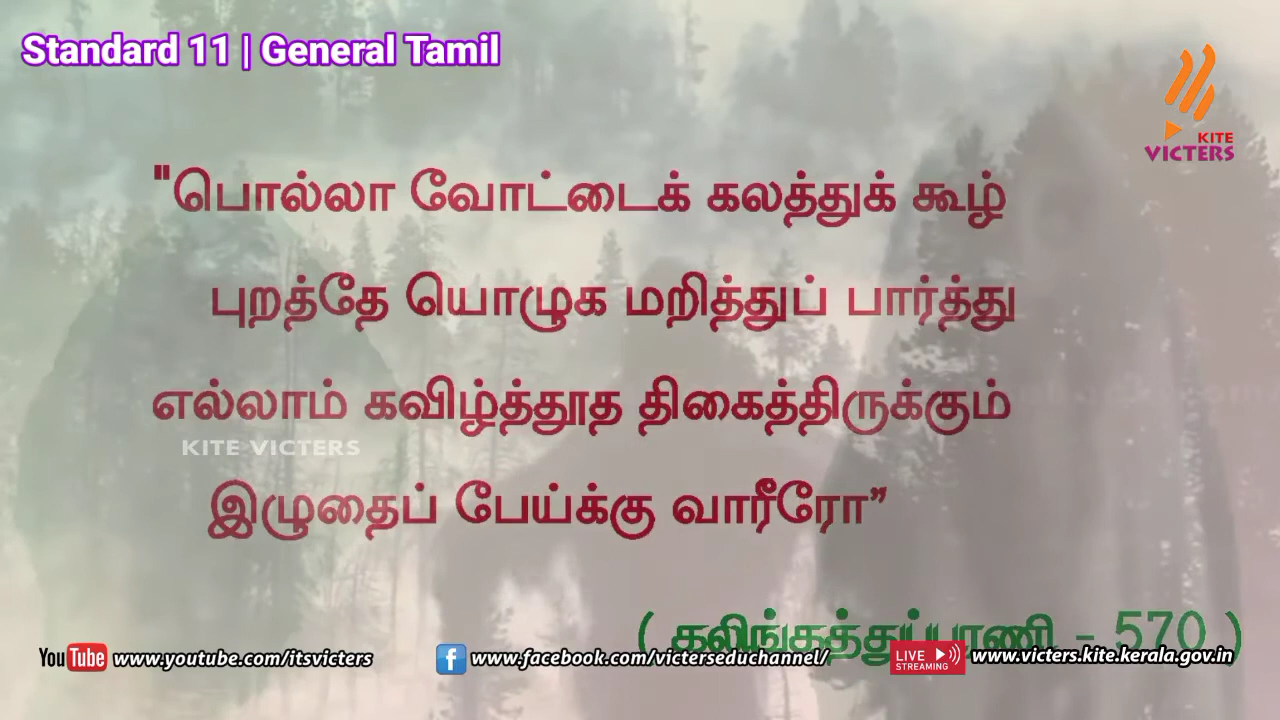 Standard 11 | General Tamil
KITE
VICTERS
"பொல்லா வோட்டைக் கலத்துக் கூழ்
புறத்தே யொழுக மறித்துப் பார்த்து
எல்லாம் கவிழ்த்தூத திகைத்திருக்கும்
KITE VICTERS
இழுதைப் பேய்க்கு வாரீரோ”
( கலிங்கத்துப்பரணி - 570 )
YouTube www.youtube.com/itsvicters
f www.facebook.com/victerseduchannel/
LIVE STREAMING www.victers.kite.kerala.gov.in